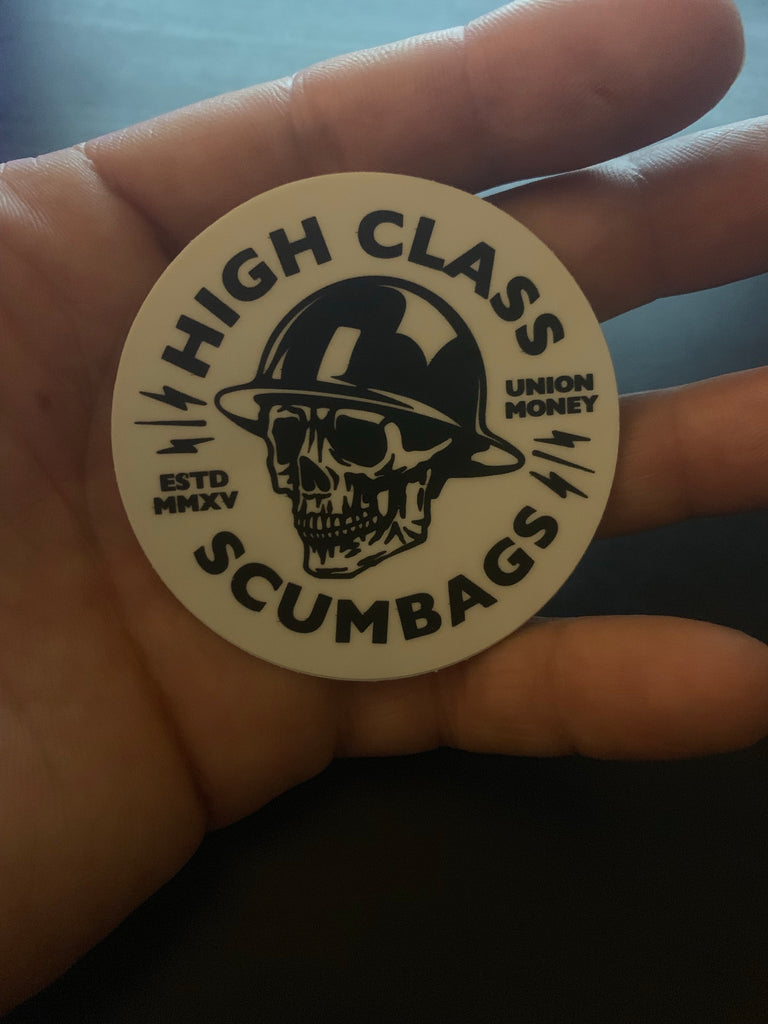 HIGH CLASS
UNION
MONEY
ESTD
MMXV
SCUMBAGS